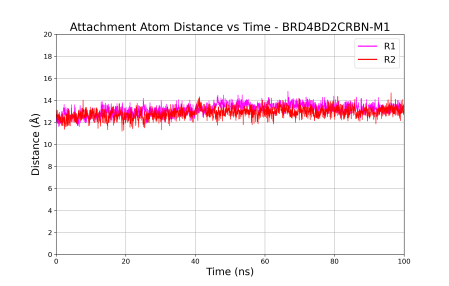 Attachment Atom Distance vs Time - BRD4BD2CRBN-M1
20
18
16
14
12
10
8
6
4
2
0
Distance (Å)
R1
R2
0 20 40 60 80 100
Time (ns)